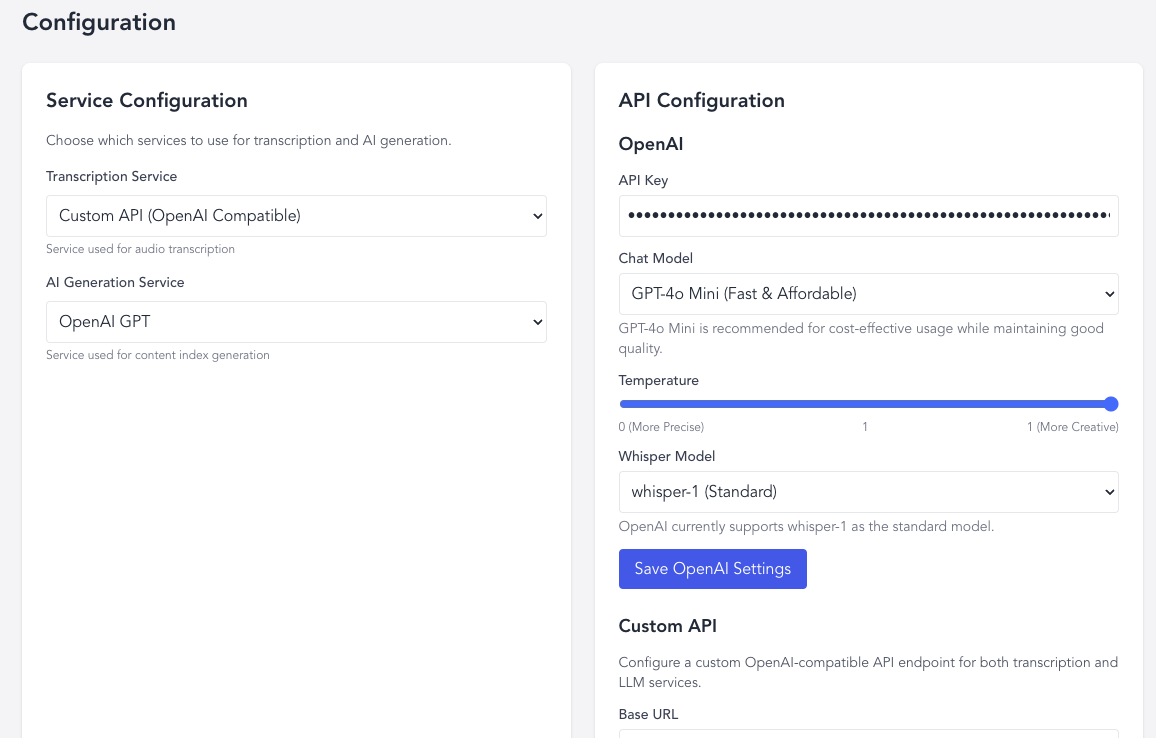 Configuration
Service Configuration
Choose which services to use for transcription and AI generation.
Transcription Service
Custom API (OpenAI Compatible)
Service used for audio transcription
AI Generation Service
OpenAI GPT
Service used for content index generation
API Configuration
OpenAI
API Key
Chat Model
GPT-4o Mini (Fast & Affordable)
GPT-4o Mini is recommended for cost-effective usage while maintaining good
quality.
Temperature
0 (More Precise) 1 1 (More Creative)
Whisper Model
whisper-1 (Standard)
OpenAI currently supports whisper-1 as the standard model.
Save OpenAI Settings
Custom API
Configure a custom OpenAI-compatible API endpoint for both transcription and
LLM services.
Base URL